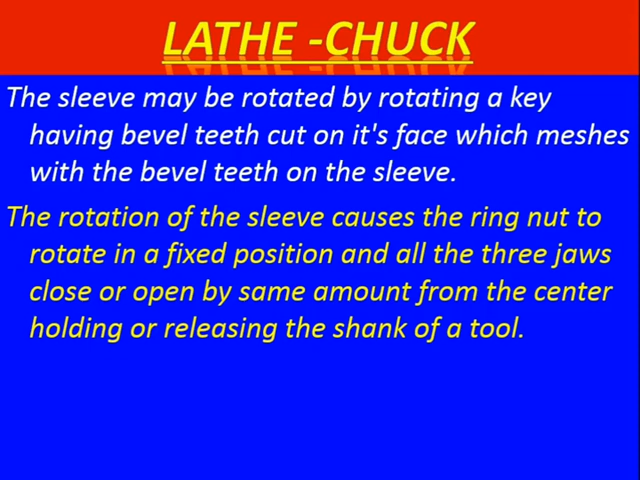 LATHE -CHUCK
The sleeve may be rotated by rotating a key
having bevel teeth cut on it's face which meshes
with the bevel teeth on the sleeve.
The rotation of the sleeve causes the ring nut to
rotate in a fixed position and all the three jaws
close or open by same amount from the center
holding or releasing the shank of a tool.